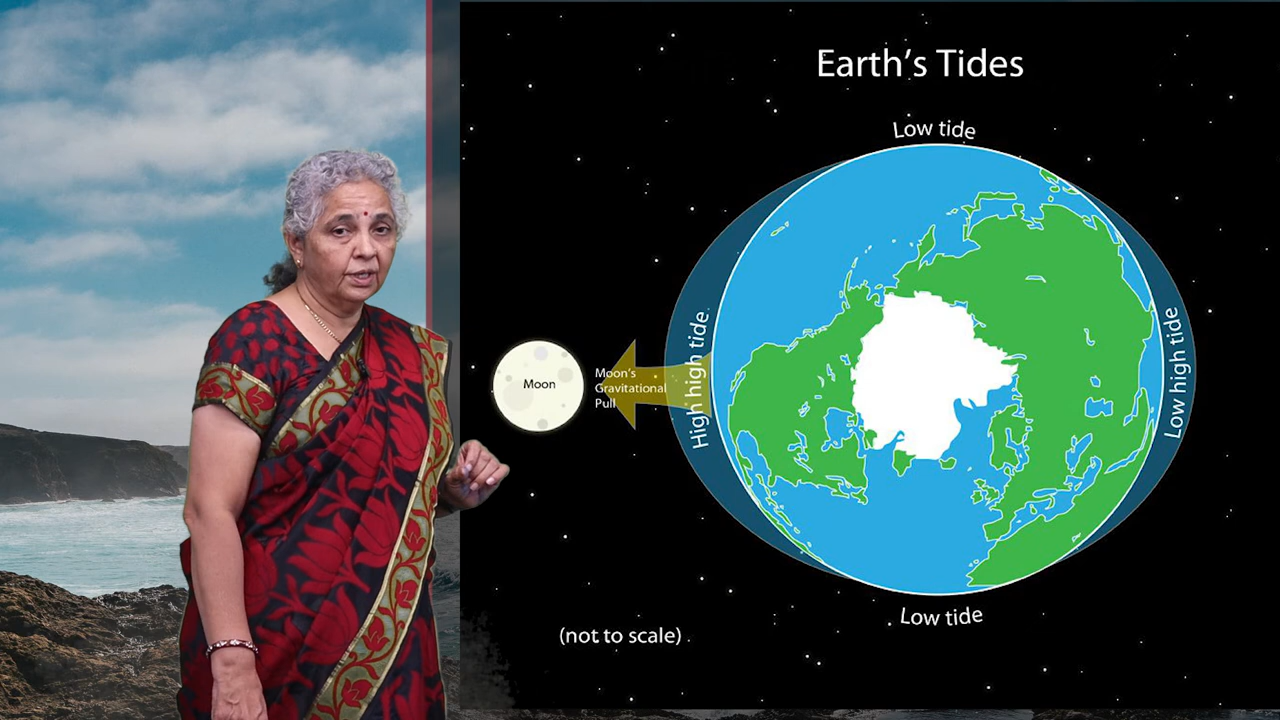 Earth's Tides
Low tide
Moon
Moon's
Gravitational
Pull
High high tide
Low high tide
Low tide
(not to scale)